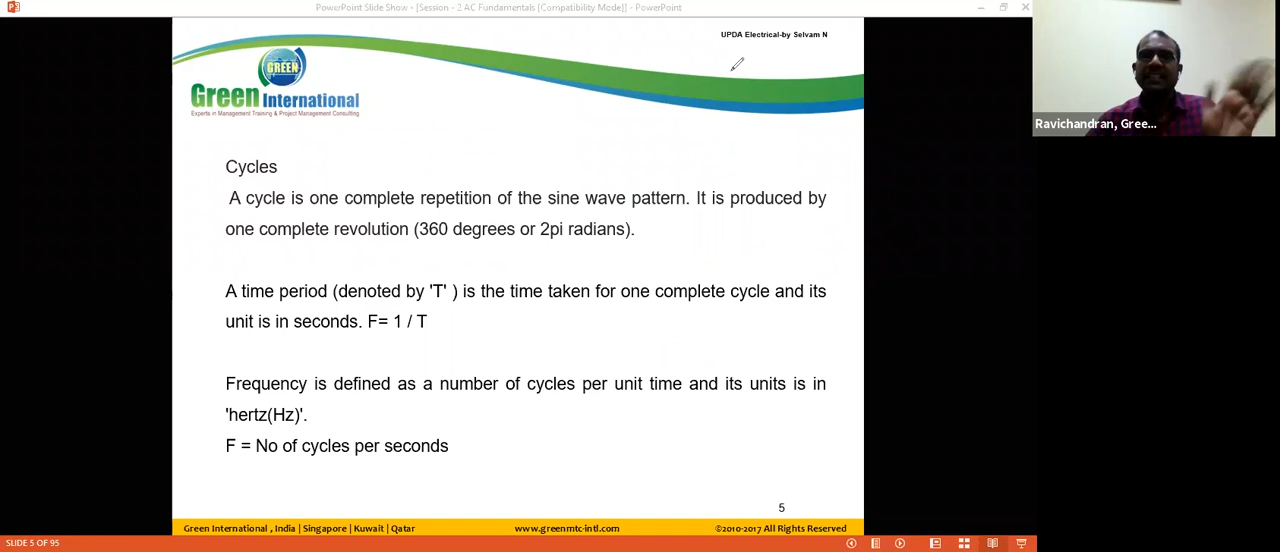 PowerPoint Slide Show - [Session - 2 AC Fundamentals [Compatibility Mode]] - PowerPoint
UPDA Electrical-by Selvam N
GREEN
Green International
Experts in Management Training & Project Management Consulting
Ravichandran, Gree...
Cycles
A cycle is one complete repetition of the sine wave pattern. It is produced by
one complete revolution (360 degrees or 2pi radians).
A time period (denoted by 'T' ) is the time taken for one complete cycle and its
unit is in seconds. F= 1 / T
Frequency is defined as a number of cycles per unit time and its units is in
'hertz(Hz)'.
F = No of cycles per seconds
5
Green International , India | Singapore | Kuwait | Qatar
www.greenmtc-intl.com
©2010-2017 All Rights Reserved
SLIDE 5 OF 95